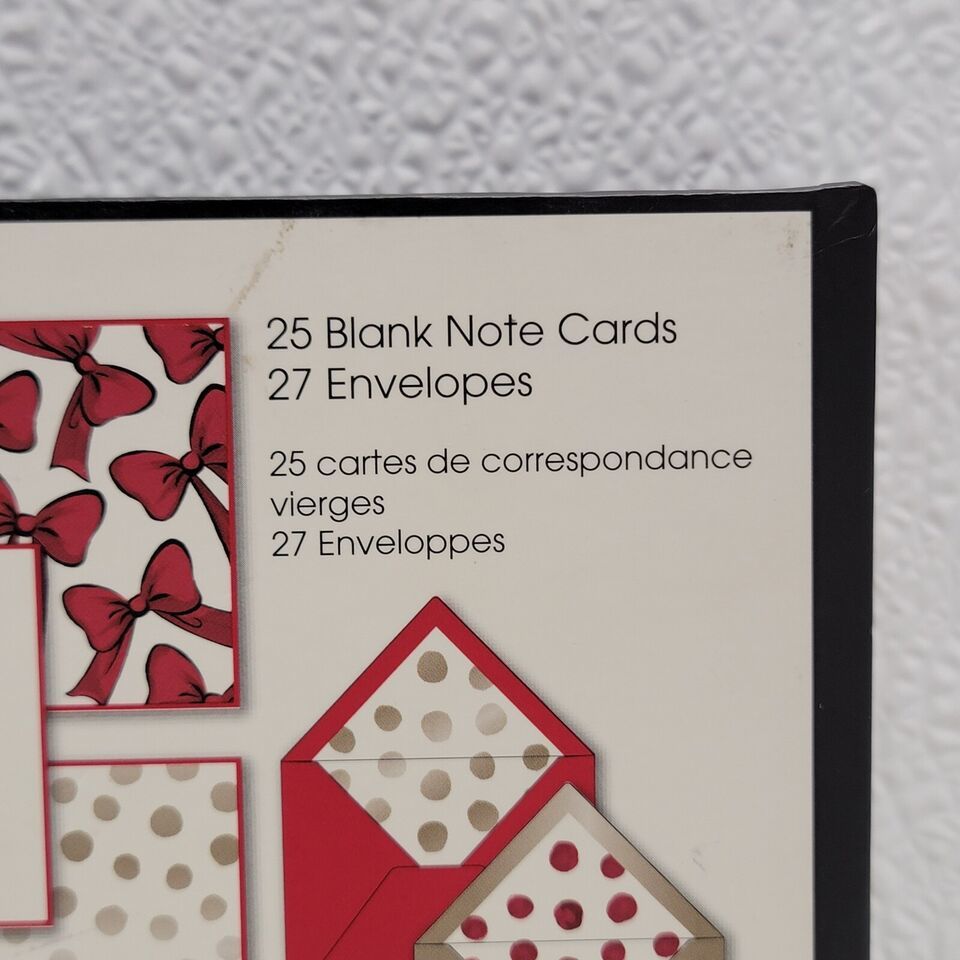 25 Blank Note Cards
27 Envelopes
25 cartes de correspondance
vierges
27 Enveloppes